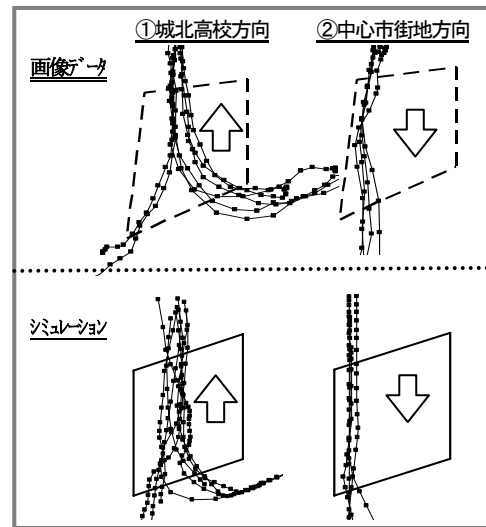 ①城北高校方向
②中心市街地方向
画像データ
シミュレーション